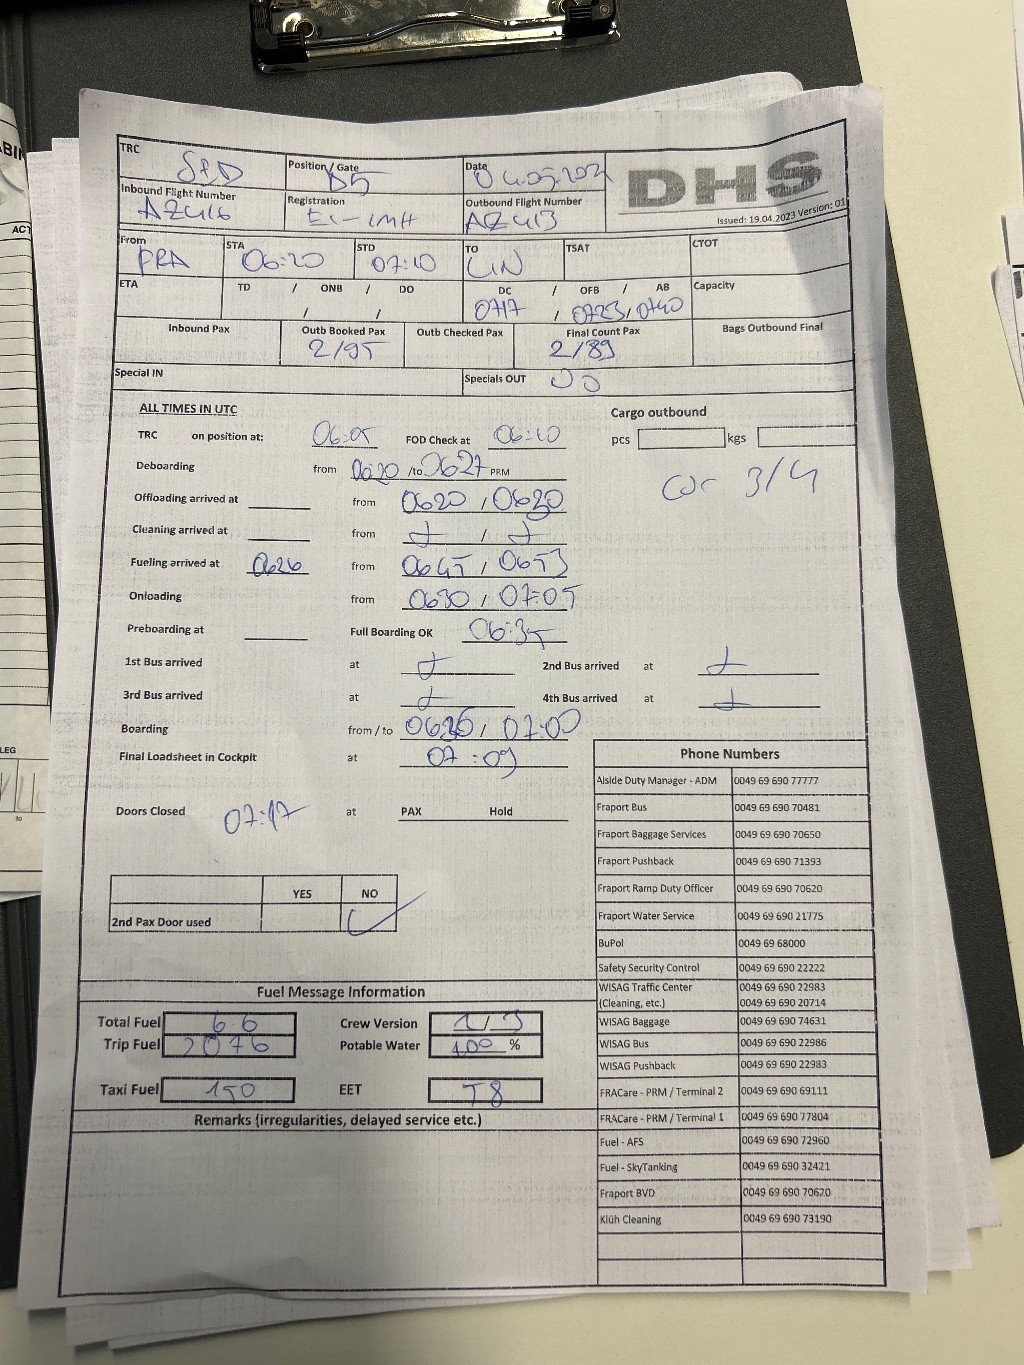 TRC SED Position / Gate D5 Date DHS
Inbound Flight Number AZ416 Registration EI-IMH Outbound Flight Number AZ413 Issued: 19.04.2023 Version: 01
From FRA STA 06:20 STD 07:10 TO LIN TSAT CTOT
ETA TD / ONB / DO DC / OFB / AB Capacity
/ / 0717 / 0723 / 0740
Inbound Pax Outb Booked Pax Outb Checked Pax Final Count Pax Bags Outbound Final
2/95 2/89
Special IN Specials OUT
ALL TIMES IN UTC Cargo outbound
TRC on position at: 06:05 FOD Check at 06:10 pcs kgs
Deboarding from 0620 /to 0627 PRM
Offloading arrived at from 0620 / 0630
Cleaning arrived at from /
Fueling arrived at 0626 from 0645 / 0653
Onloading from 0630 / 07:05
Preboarding at Full Boarding OK 06:35
1st Bus arrived at 2nd Bus arrived at
3rd Bus arrived at 4th Bus arrived at
Boarding from / to 0636 / 07:00
Final Loadsheet in Cockpit at 07:09
Doors Closed 07:17 at PAX Hold
YES NO
2nd Pax Door used
Phone Numbers
Aiside Duty Manager - ADM 0049 69 690 77777
Fraport Bus 0049 69 690 70481
Fraport Baggage Services 0049 69 690 70650
Fraport Pushback 0049 69 690 71393
Fraport Ramp Duty Officer 0049 69 690 70620
Fraport Water Service 0049 69 690 21775
BuPol 0049 69 68000
Safety Security Control 0049 69 690 22222
WISAG Traffic Center 0049 69 690 22983
(Cleaning, etc.) 0049 69 690 20714
WISAG Baggage 0049 69 690 74631
WISAG Bus 0049 69 690 22986
WISAG Pushback 0049 69 690 22983
FRACare - PRM / Terminal 2 0049 69 690 69111
FRACare - PRM / Terminal 1 0049 69 690 77804
Fuel - AFS 0049 69 690 72960
Fuel - SkyTanking 0049 69 690 32421
Fraport BVD 0049 69 690 70620
Klüh Cleaning 0049 69 690 73190
Fuel Message Information
Total Fuel 6.6 Crew Version 1/3
Trip Fuel 2076 Potable Water 100 %
Taxi Fuel 150 EET 58
Remarks (irregularities, delayed service etc.)
LEG
to